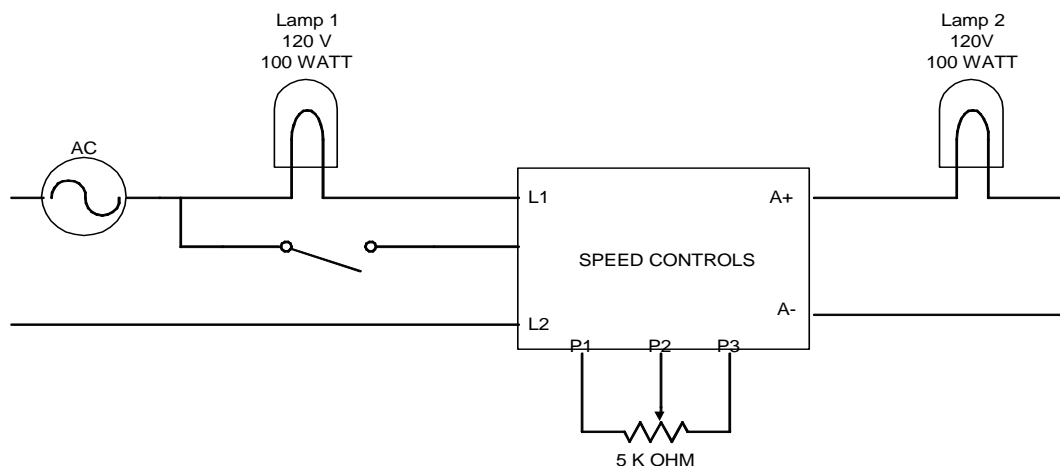 Lamp 1
120 V
100 WATT
Lamp 2
120V
100 WATT
AC
L1
A+
SPEED CONTROLS
L2
A-
P1
P2
P3
5 K OHM